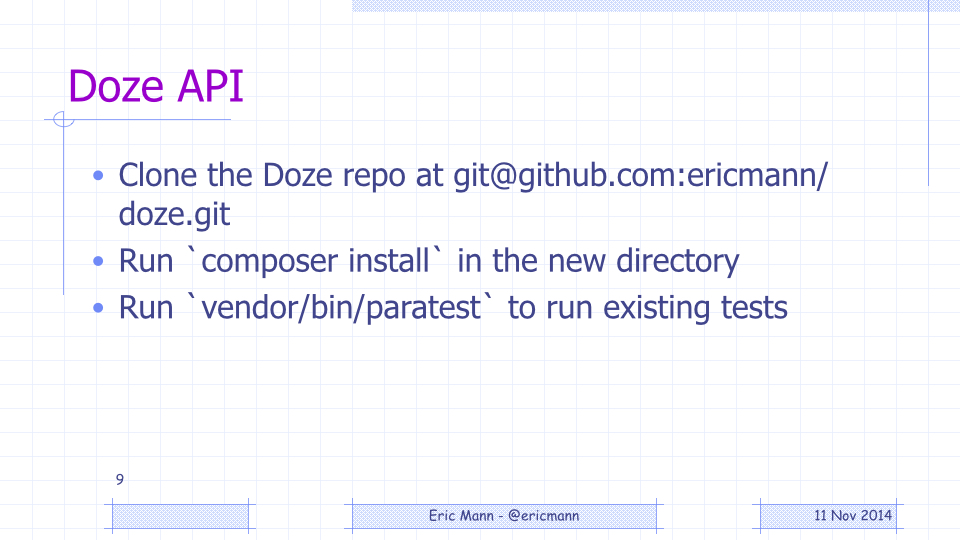 Doze API
• Clone the Doze repo at git@github.com:ericmann/
doze.git
• Run `composer install` in the new directory
• Run `vendor/bin/paratest` to run existing tests
9
Eric Mann - @ericmann
11 Nov 2014